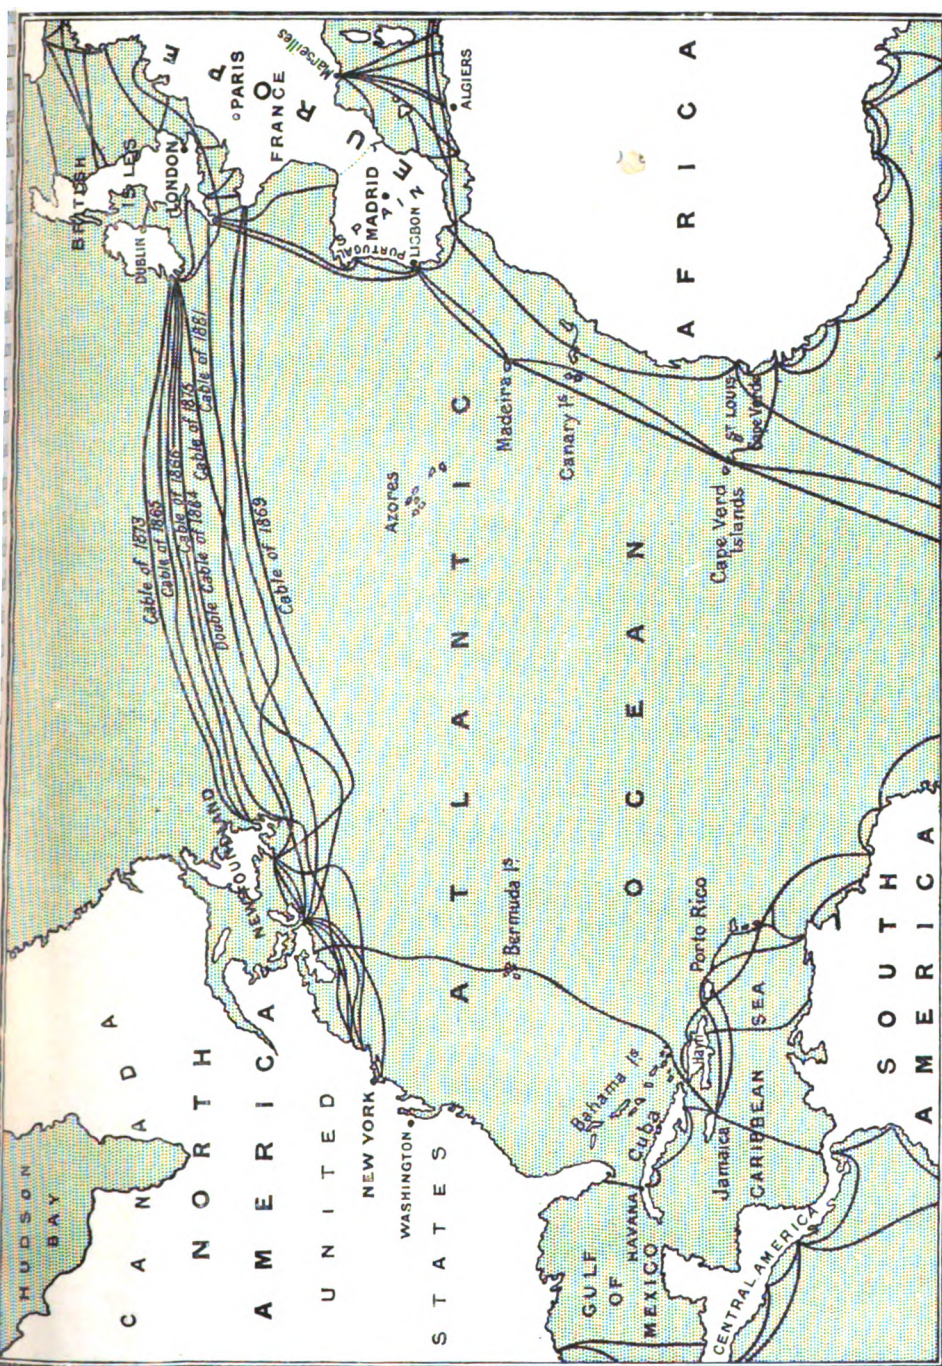 HUDSON
BAY
CANADA
NORTH
AMERICA
UNITED
STATES
NEWFOUNDLAND
NEW YORK
WASHINGTON
GULF
OF
MEXICO
HAVANA
CENTRAL AMERICA
Bahama Is
Cuba
Jamaica
Hayti
Porto Rico
CARIBBEAN SEA
SOUTH
AMERICA
Bermuda Is
ATLANTIC
OCEAN
Cable of 1873
Cable of 1865
Cable of 1866
Double Cable of 1884
Cable of 1875
Cable of 1881
Cable of 1869
Azores
Madeira
Canary Is
Cape Verd
Islands
ST LOUIS
Cape Verde
BRITISH
ISLES
DUBLIN
LONDON
EUROPE
PARIS
FRANCE
Marseilles
SPAIN
MADRID
PORTUGAL
LISBON
ALGIERS
AFRICA